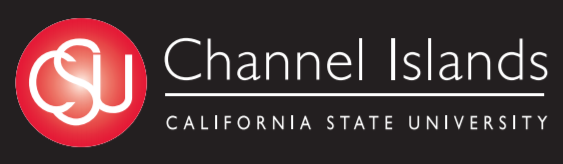 CSU
Channel Islands
CALIFORNIA STATE UNIVERSITY